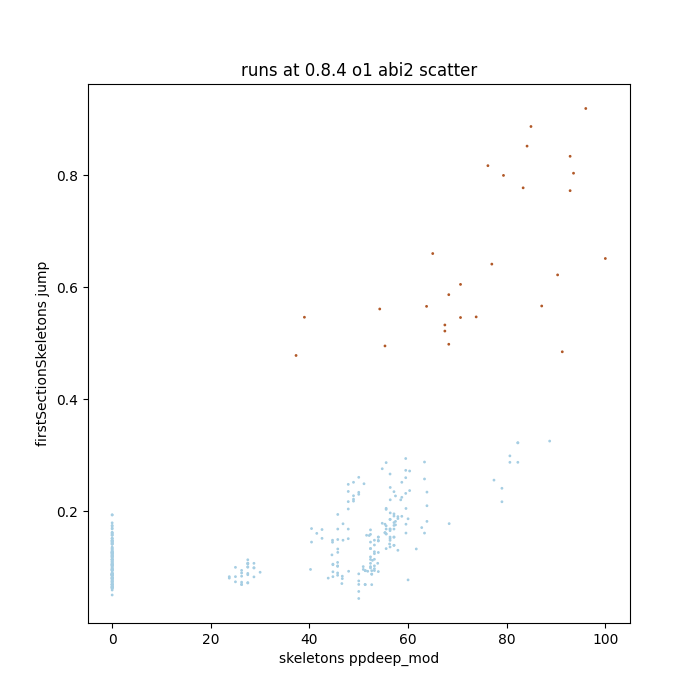 runs at 0.8.4 o1 abi2 scatter
0.8
0.6
0.4
0.2
firstSectionSkeletons jump
0 20 40 60 80 100
skeletons ppdeep_mod